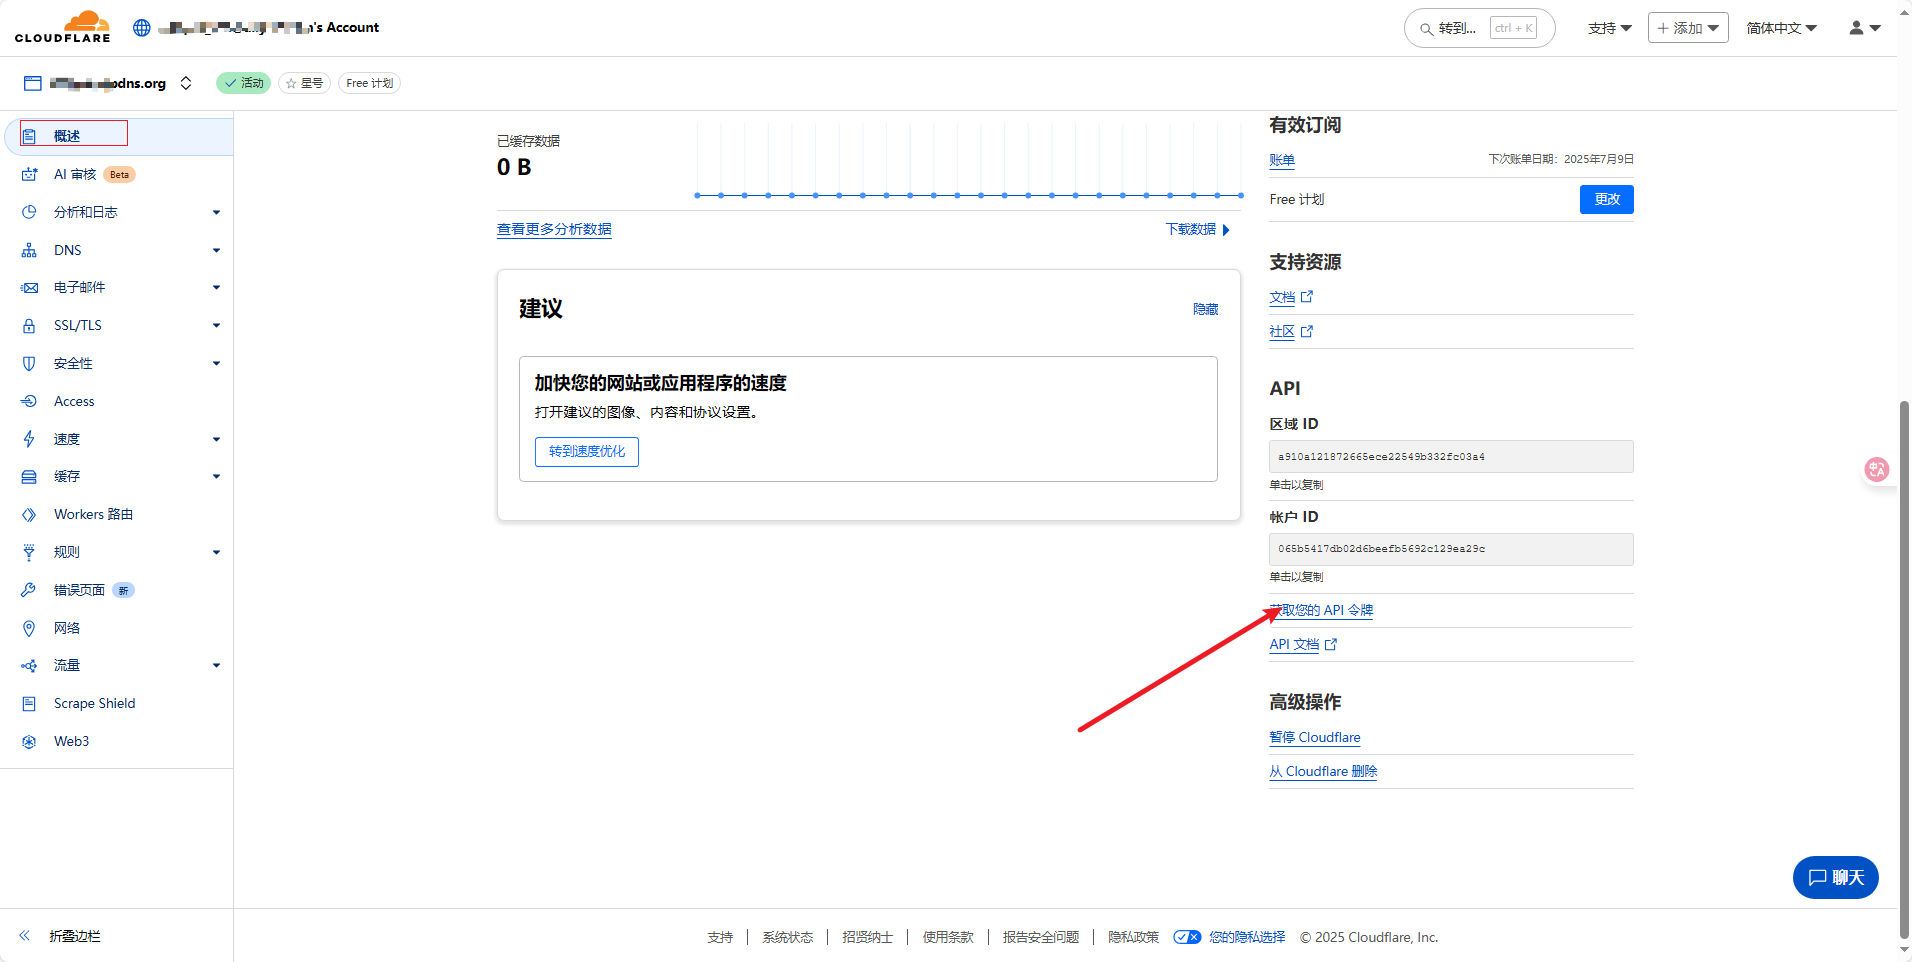 CLOUDFLARE
's Account
转到...
ctrl + K
支持
添加
简体中文
dns.org
活动
星号
Free 计划
概述
AI 审核 Beta
分析和日志
DNS
电子邮件
SSL/TLS
安全性
Access
速度
缓存
Workers 路由
规则
错误页面 新
网络
流量
Scrape Shield
Web3
折叠边栏
已缓存数据
0 B
查看更多分析数据
下载数据
建议
隐藏
加快您的网站或应用程序的速度
打开建议的图像、内容和协议设置。
转到速度优化
有效订阅
账单
下次账单日期：2025年7月9日
Free 计划
更改
支持资源
文档
社区
API
区域 ID
a910a121872665ece22549b332fc03a4
单击以复制
帐户 ID
065b5417db02d6beefb5692c129ea29c
单击以复制
获取您的 API 令牌
API 文档
高级操作
暂停 Cloudflare
从 Cloudflare 删除
聊天
支持
系统状态
招贤纳士
使用条款
报告安全问题
隐私政策
您的隐私选择
© 2025 Cloudflare, Inc.